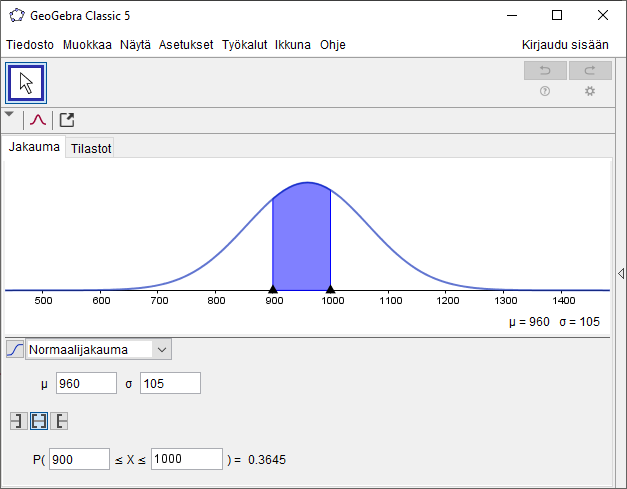 GeoGebra Classic 5
Tiedosto Muokkaa Näytä Asetukset Työkalut Ikkuna Ohje Kirjaudu sisään
Jakauma Tilastot
500 600 700 800 900 1000 1100 1200 1300 1400
μ = 960 σ = 105
Normaalijakauma
μ 960 σ 105
P( 900 ≤ X ≤ 1000 ) = 0.3645